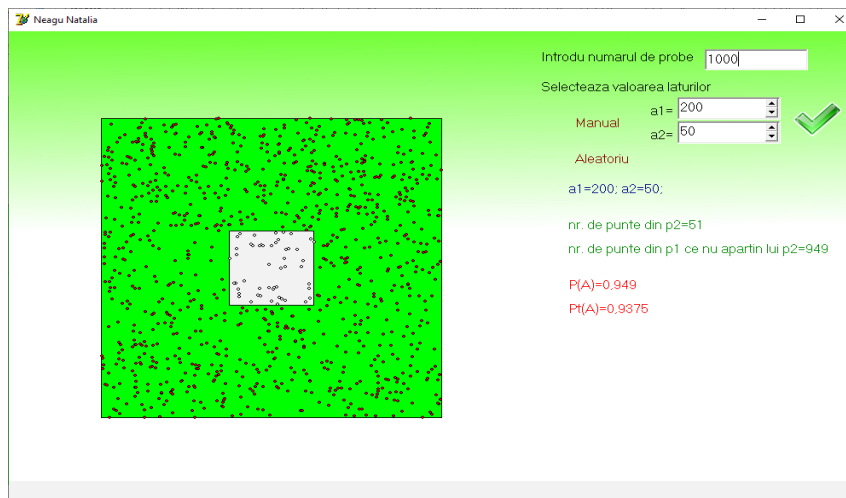 Neagu Natalia
Introdu numarul de probe 1000
Selecteaza valoarea laturilor
a1= 200
Manual
a2= 50
Aleatoriu
a1=200; a2=50;
nr. de punte din p2=51
nr. de punte din p1 ce nu apartin lui p2=949
P(A)=0,949
Pt(A)=0,9375